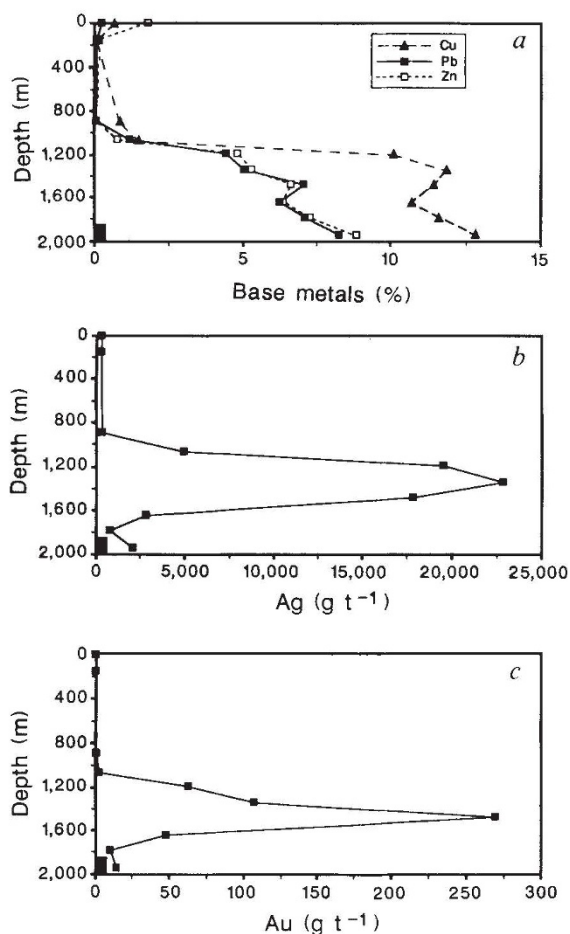 a
Cu
Pb
Zn
Depth (m)
0
400
800
1,200
1,600
2,000
0 5 10 15
Base metals (%)
b
Depth (m)
0
400
800
1,200
1,600
2,000
0 5,000 10,000 15,000 20,000 25,000
Ag (g t⁻¹)
c
Depth (m)
0
400
800
1,200
1,600
2,000
0 50 100 150 200 250 300
Au (g t⁻¹)